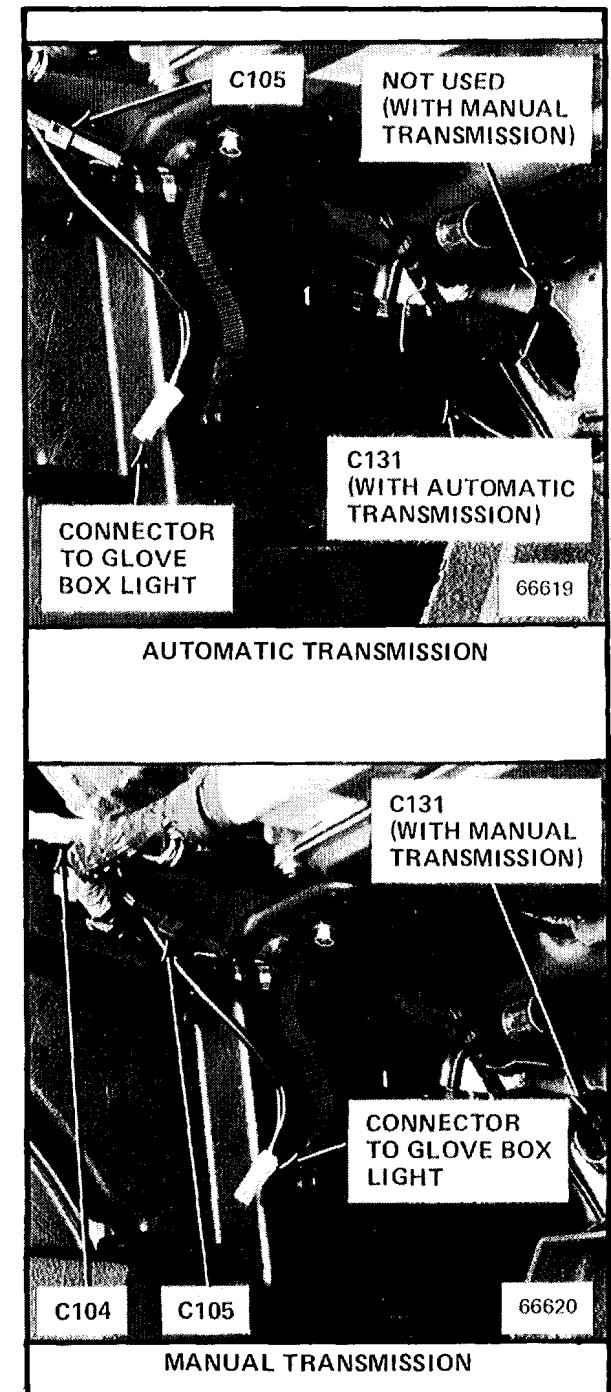 C105
NOT USED
(WITH MANUAL
TRANSMISSION)
C131
(WITH AUTOMATIC
TRANSMISSION)
CONNECTOR
TO GLOVE
BOX LIGHT
66619
AUTOMATIC TRANSMISSION
C131
(WITH MANUAL
TRANSMISSION)
CONNECTOR
TO GLOVE BOX
LIGHT
C104
C105
66620
MANUAL TRANSMISSION